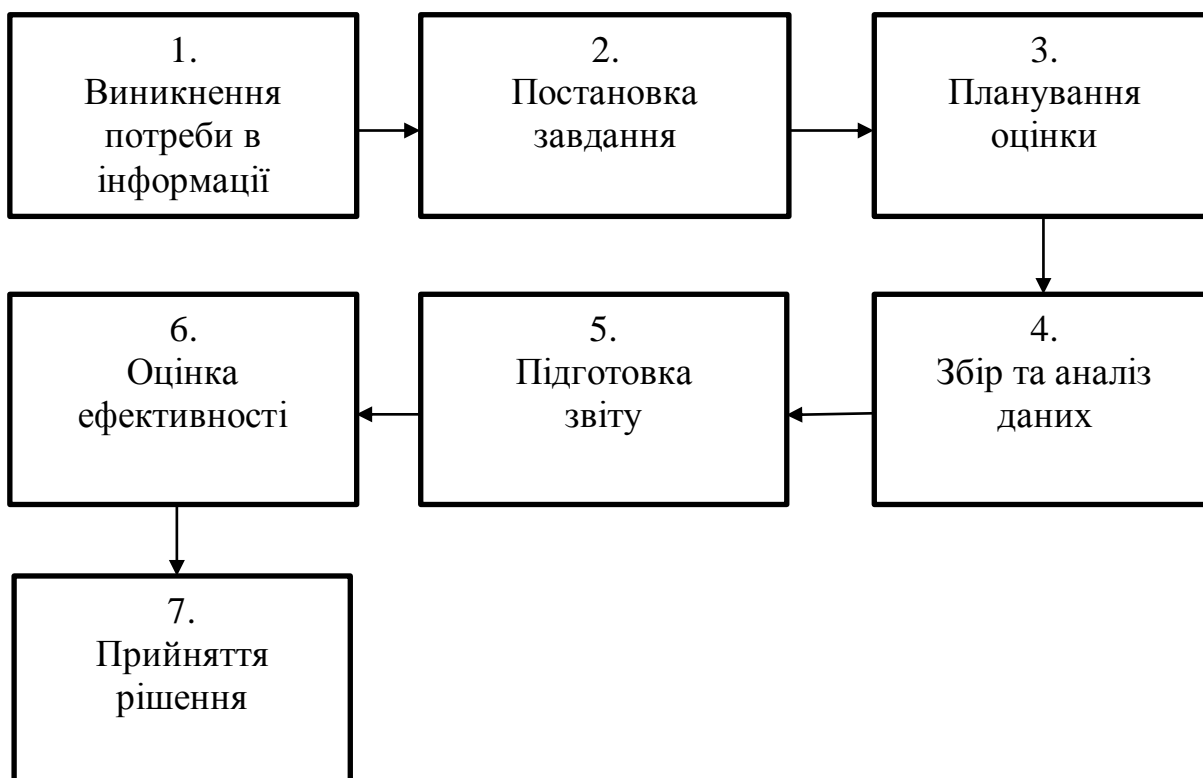 1.
Виникнення
потреби в
інформації
2.
Постановка
завдання
3.
Планування
оцінки
4.
Збір та аналіз
даних
5.
Підготовка
звіту
6.
Оцінка
ефективності
7.
Прийняття
рішення